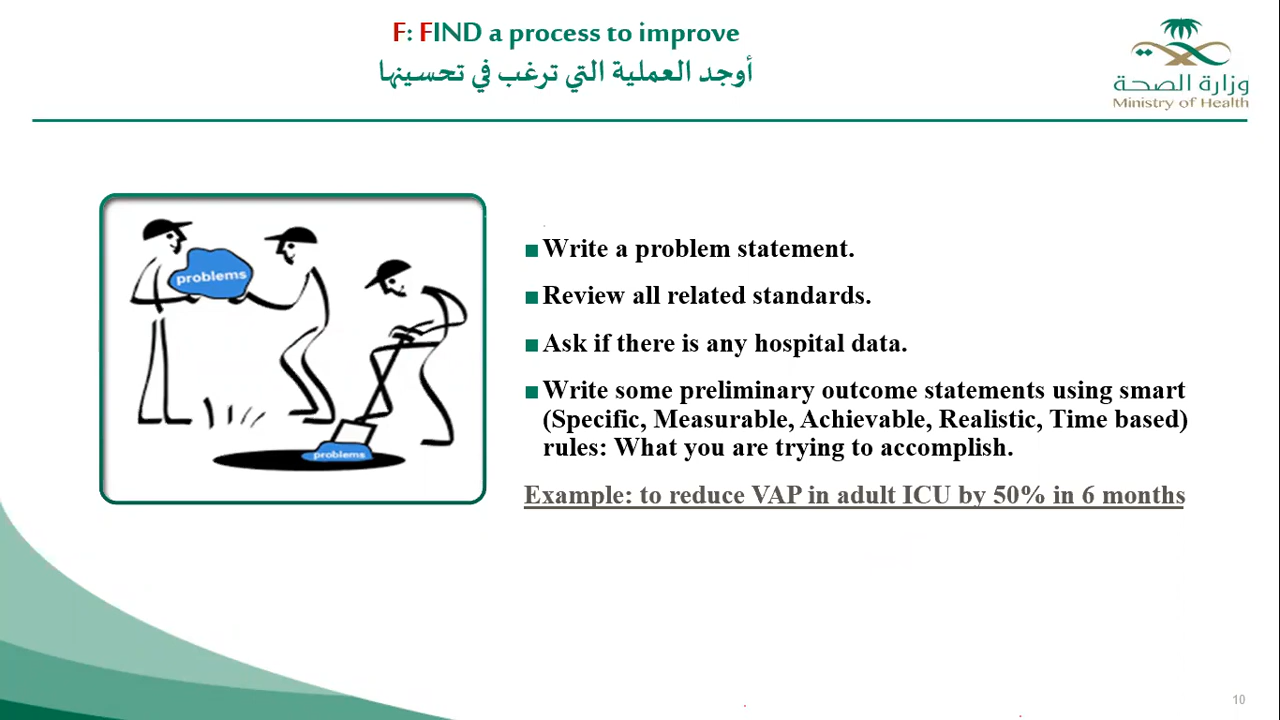 F: FIND a process to improve
أوجد العملية التي ترغب في تحسينها
وزارة الصحة
Ministry of Health
problems
problems
■ Write a problem statement.
■ Review all related standards.
■ Ask if there is any hospital data.
■ Write some preliminary outcome statements using smart
(Specific, Measurable, Achievable, Realistic, Time based)
rules: What you are trying to accomplish.
Example: to reduce VAP in adult ICU by 50% in 6 months
10